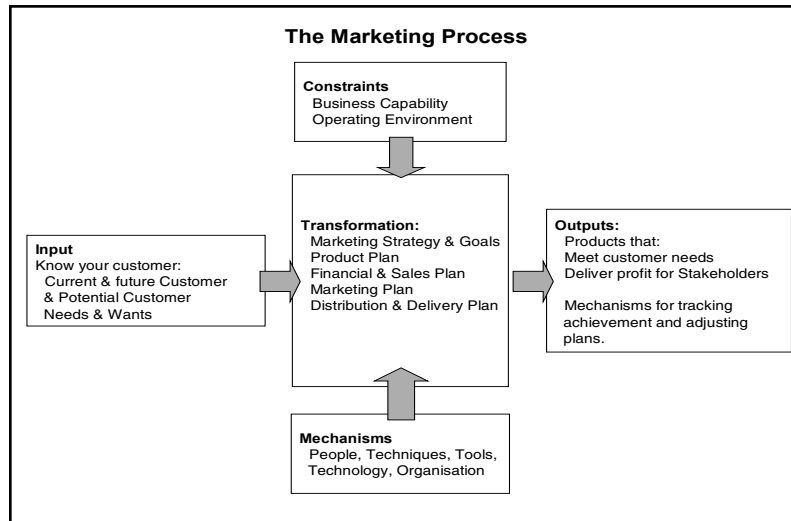 The Marketing Process
Constraints
Business Capability
Operating Environment
Input
Know your customer:
Current & future Customer
& Potential Customer
Needs & Wants
Transformation:
Marketing Strategy & Goals
Product Plan
Financial & Sales Plan
Marketing Plan
Distribution & Delivery Plan
Outputs:
Products that:
Meet customer needs
Deliver profit for Stakeholders
Mechanisms for tracking
achievement and adjusting
plans.
Mechanisms
People, Techniques, Tools,
Technology, Organisation